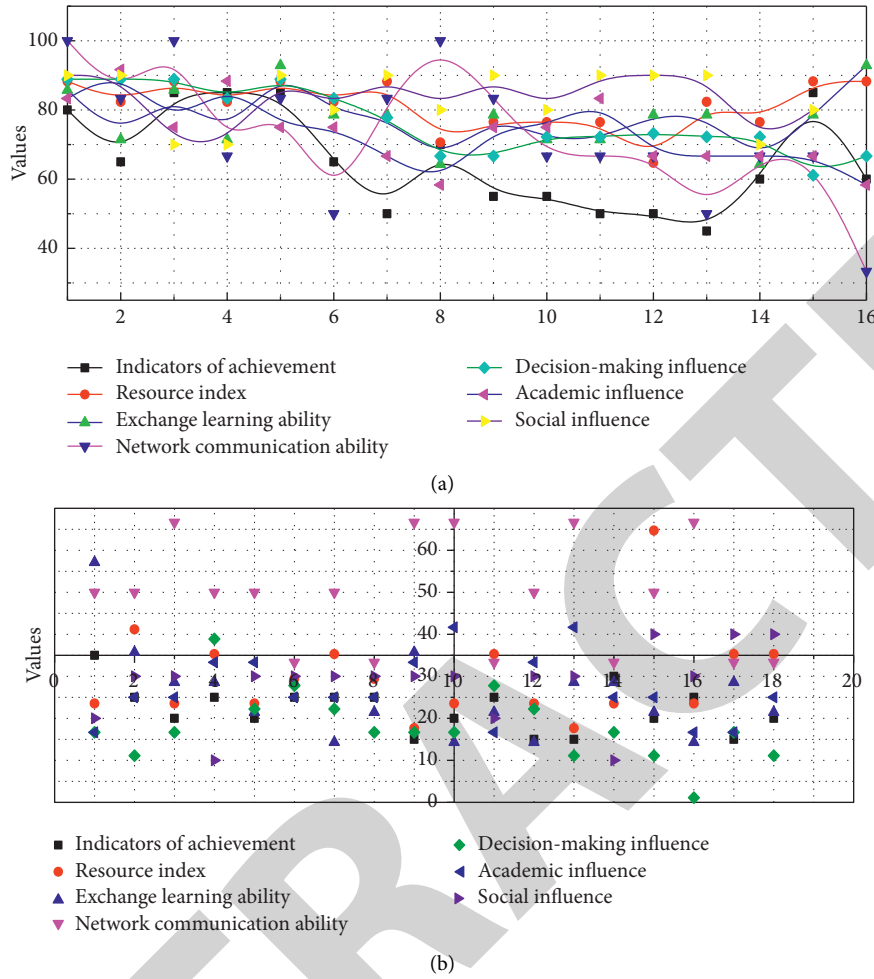 100
80
60
40
Values
2
4
6
8
10
12
14
16
Indicators of achievement
Resource index
Exchange learning ability
Network communication ability
Decision-making influence
Academic influence
Social influence
(a)
60
50
40
30
20
10
0
Values
0
2
4
6
8
10
12
14
16
18
20
Indicators of achievement
Resource index
Exchange learning ability
Network communication ability
Decision-making influence
Academic influence
Social influence
(b)
TRACT